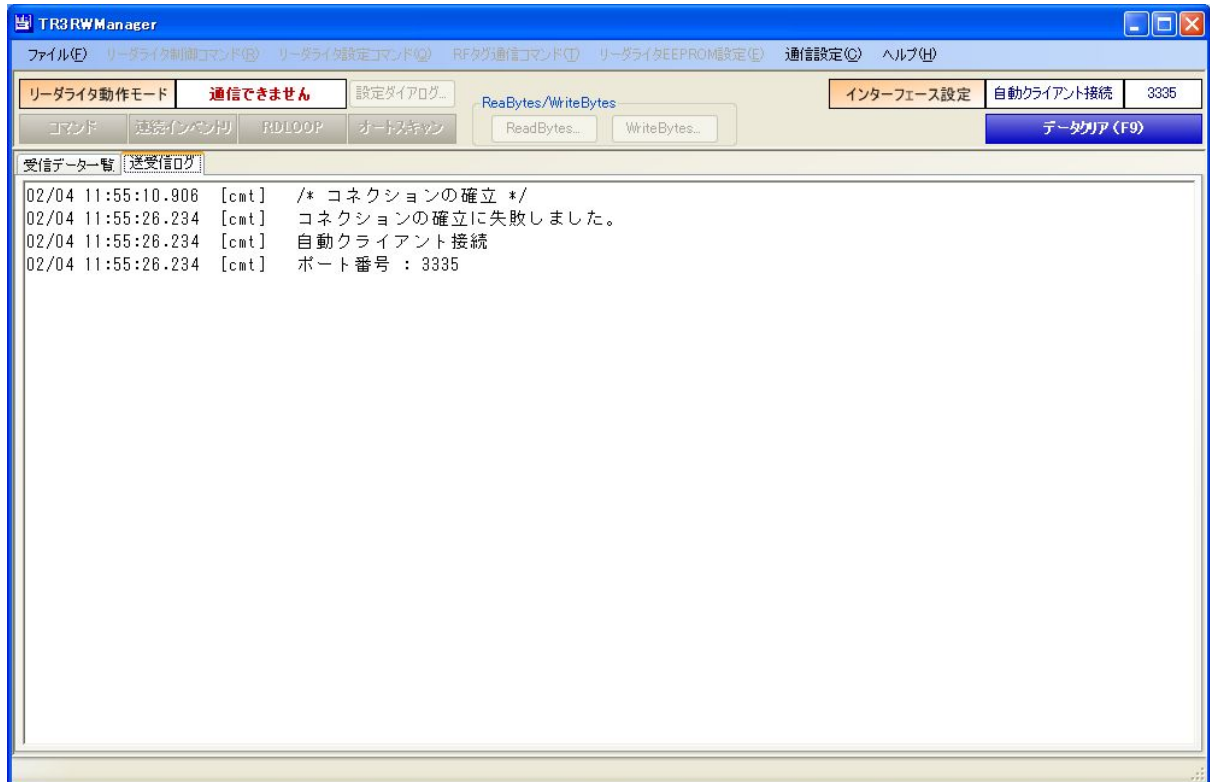 TR3RWManager
ファイル(F) リーダライタ制御コマンド(R) リーダライタ設定コマンド(Q) RFタグ通信コマンド(T) リーダライタEEPROM設定(E) 通信設定(C) ヘルプ(H)
リーダライタ動作モード 通信できません 設定ダイアログ... ReaBytes/WriteBytes インターフェース設定 自動クライアント接続 3335
コマンド 連続インベントリ RDLOOP オートスキャン ReadBytes... WriteBytes... データクリア (F9)
受信データ一覧 送受信ログ
02/04 11:55:10.906 [cmt] /* コネクションの確立 */
02/04 11:55:26.234 [cmt] コネクションの確立に失敗しました。
02/04 11:55:26.234 [cmt] 自動クライアント接続
02/04 11:55:26.234 [cmt] ポート番号 : 3335